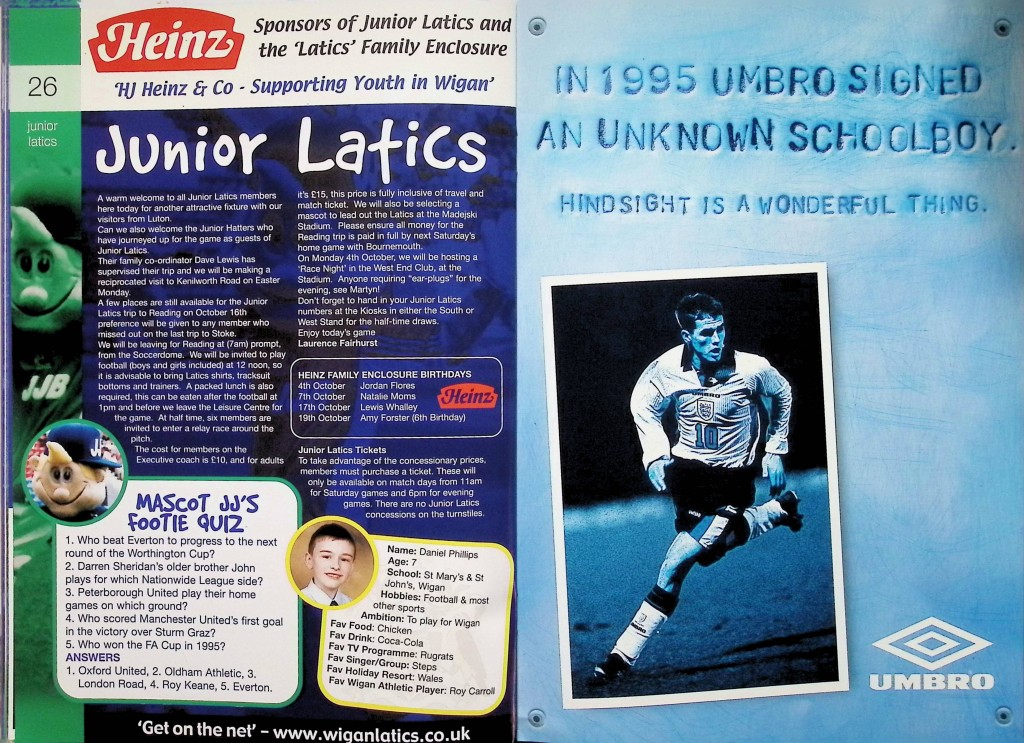 Heinz
Sponsors of Junior Latics and
the 'Latics' Family Enclosure
'HJ Heinz & Co - Supporting Youth in Wigan'
26
junior
latics
Junior Latics
A warm welcome to all Junior Latics members
here today for another attractive fixture with our
visitors from Luton.
Can we also welcome the Junior Hatters who
have journeyed up for the game as guests of
Junior Latics.
Their family co-ordinator Dave Lewis has
supervised their trip and we will be making a
reciprocated visit to Kenilworth Road on Easter
Monday.
A few places are still available for the Junior
Latics trip to Reading on October 16th
preference will be given to any member who
missed out on the last trip to Stoke.
We will be leaving for Reading at (7am) prompt,
from the Soccerdome. We will be invited to play
football (boys and girls included) at 12 noon, so
it is advisable to bring Latics shirts, tracksuit
bottoms and trainers. A packed lunch is also
required, this can be eaten after the football at
1pm and before we leave the Leisure Centre for
the game. At half time, six members are
invited to enter a relay race around the
pitch.
The cost for members on the
Executive coach is £10, and for adults
it's £15, this price is fully inclusive of travel and
match ticket. We will also be selecting a
mascot to lead out the Latics at the Madejski
Stadium. Please ensure all money for the
Reading trip is paid in full by next Saturday's
home game with Bournemouth.
On Monday 4th October, we will be hosting a
'Race Night' in the West End Club, at the
Stadium. Anyone requiring "ear-plugs" for the
evening, see Martyn!
Don't forget to hand in your Junior Latics
numbers at the Kiosks in either the South or
West Stand for the half-time draws.
Enjoy today's game
Laurence Fairhurst
HEINZ FAMILY ENCLOSURE BIRTHDAYS
4th October Jordan Flores
7th October Natalie Moms
17th October Lewis Whalley
19th October Amy Forster (6th Birthday)
Heinz
Junior Latics Tickets
To take advantage of the concessionary prices,
members must purchase a ticket. These will
only be available on match days from 11am
for Saturday games and 6pm for evening
games. There are no Junior Latics
concessions on the turnstiles.
JJB
MASCOT JJ'S
FOOTIE QUIZ
1. Who beat Everton to progress to the next
round of the Worthington Cup?
2. Darren Sheridan's older brother John
plays for which Nationwide League side?
3. Peterborough United play their home
games on which ground?
4. Who scored Manchester United's first goal
in the victory over Sturm Graz?
5. Who won the FA Cup in 1995?
ANSWERS
1. Oxford United, 2. Oldham Athletic, 3.
London Road, 4. Roy Keane, 5. Everton.
Name: Daniel Phillips
Age: 7
School: St Mary's & St
John's, Wigan
Hobbies: Football & most
other sports
Ambition: To play for Wigan
Fav Food: Chicken
Fav Drink: Coca-Cola
Fav TV Programme: Rugrats
Fav Singer/Group: Steps
Fav Holiday Resort: Wales
Fav Wigan Athletic Player: Roy Carroll
'Get on the net' – www.wiganlatics.co.uk
IN 1995 UMBRO SIGNED
AN UNKNOWN SCHOOLBOY.
HINDSIGHT IS A WONDERFUL THING.
UMBRO
10
UMBRO